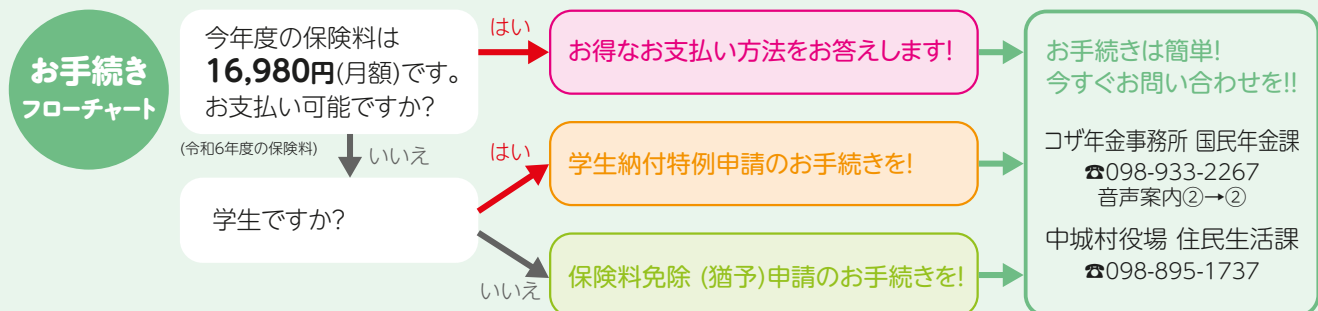 お手続き
フローチャート
今年度の保険料は
16,980円(月額)です。
お支払い可能ですか?
(令和6年度の保険料)
はい
お得なお支払い方法をお答えします!
いいえ
学生ですか?
はい
学生納付特例申請のお手続きを!
いいえ
保険料免除 (猶予)申請のお手続きを!
お手続きは簡単!
今すぐお問い合わせを!!
コザ年金事務所 国民年金課
☎098-933-2267
音声案内②→②
中城村役場 住民生活課
☎098-895-1737